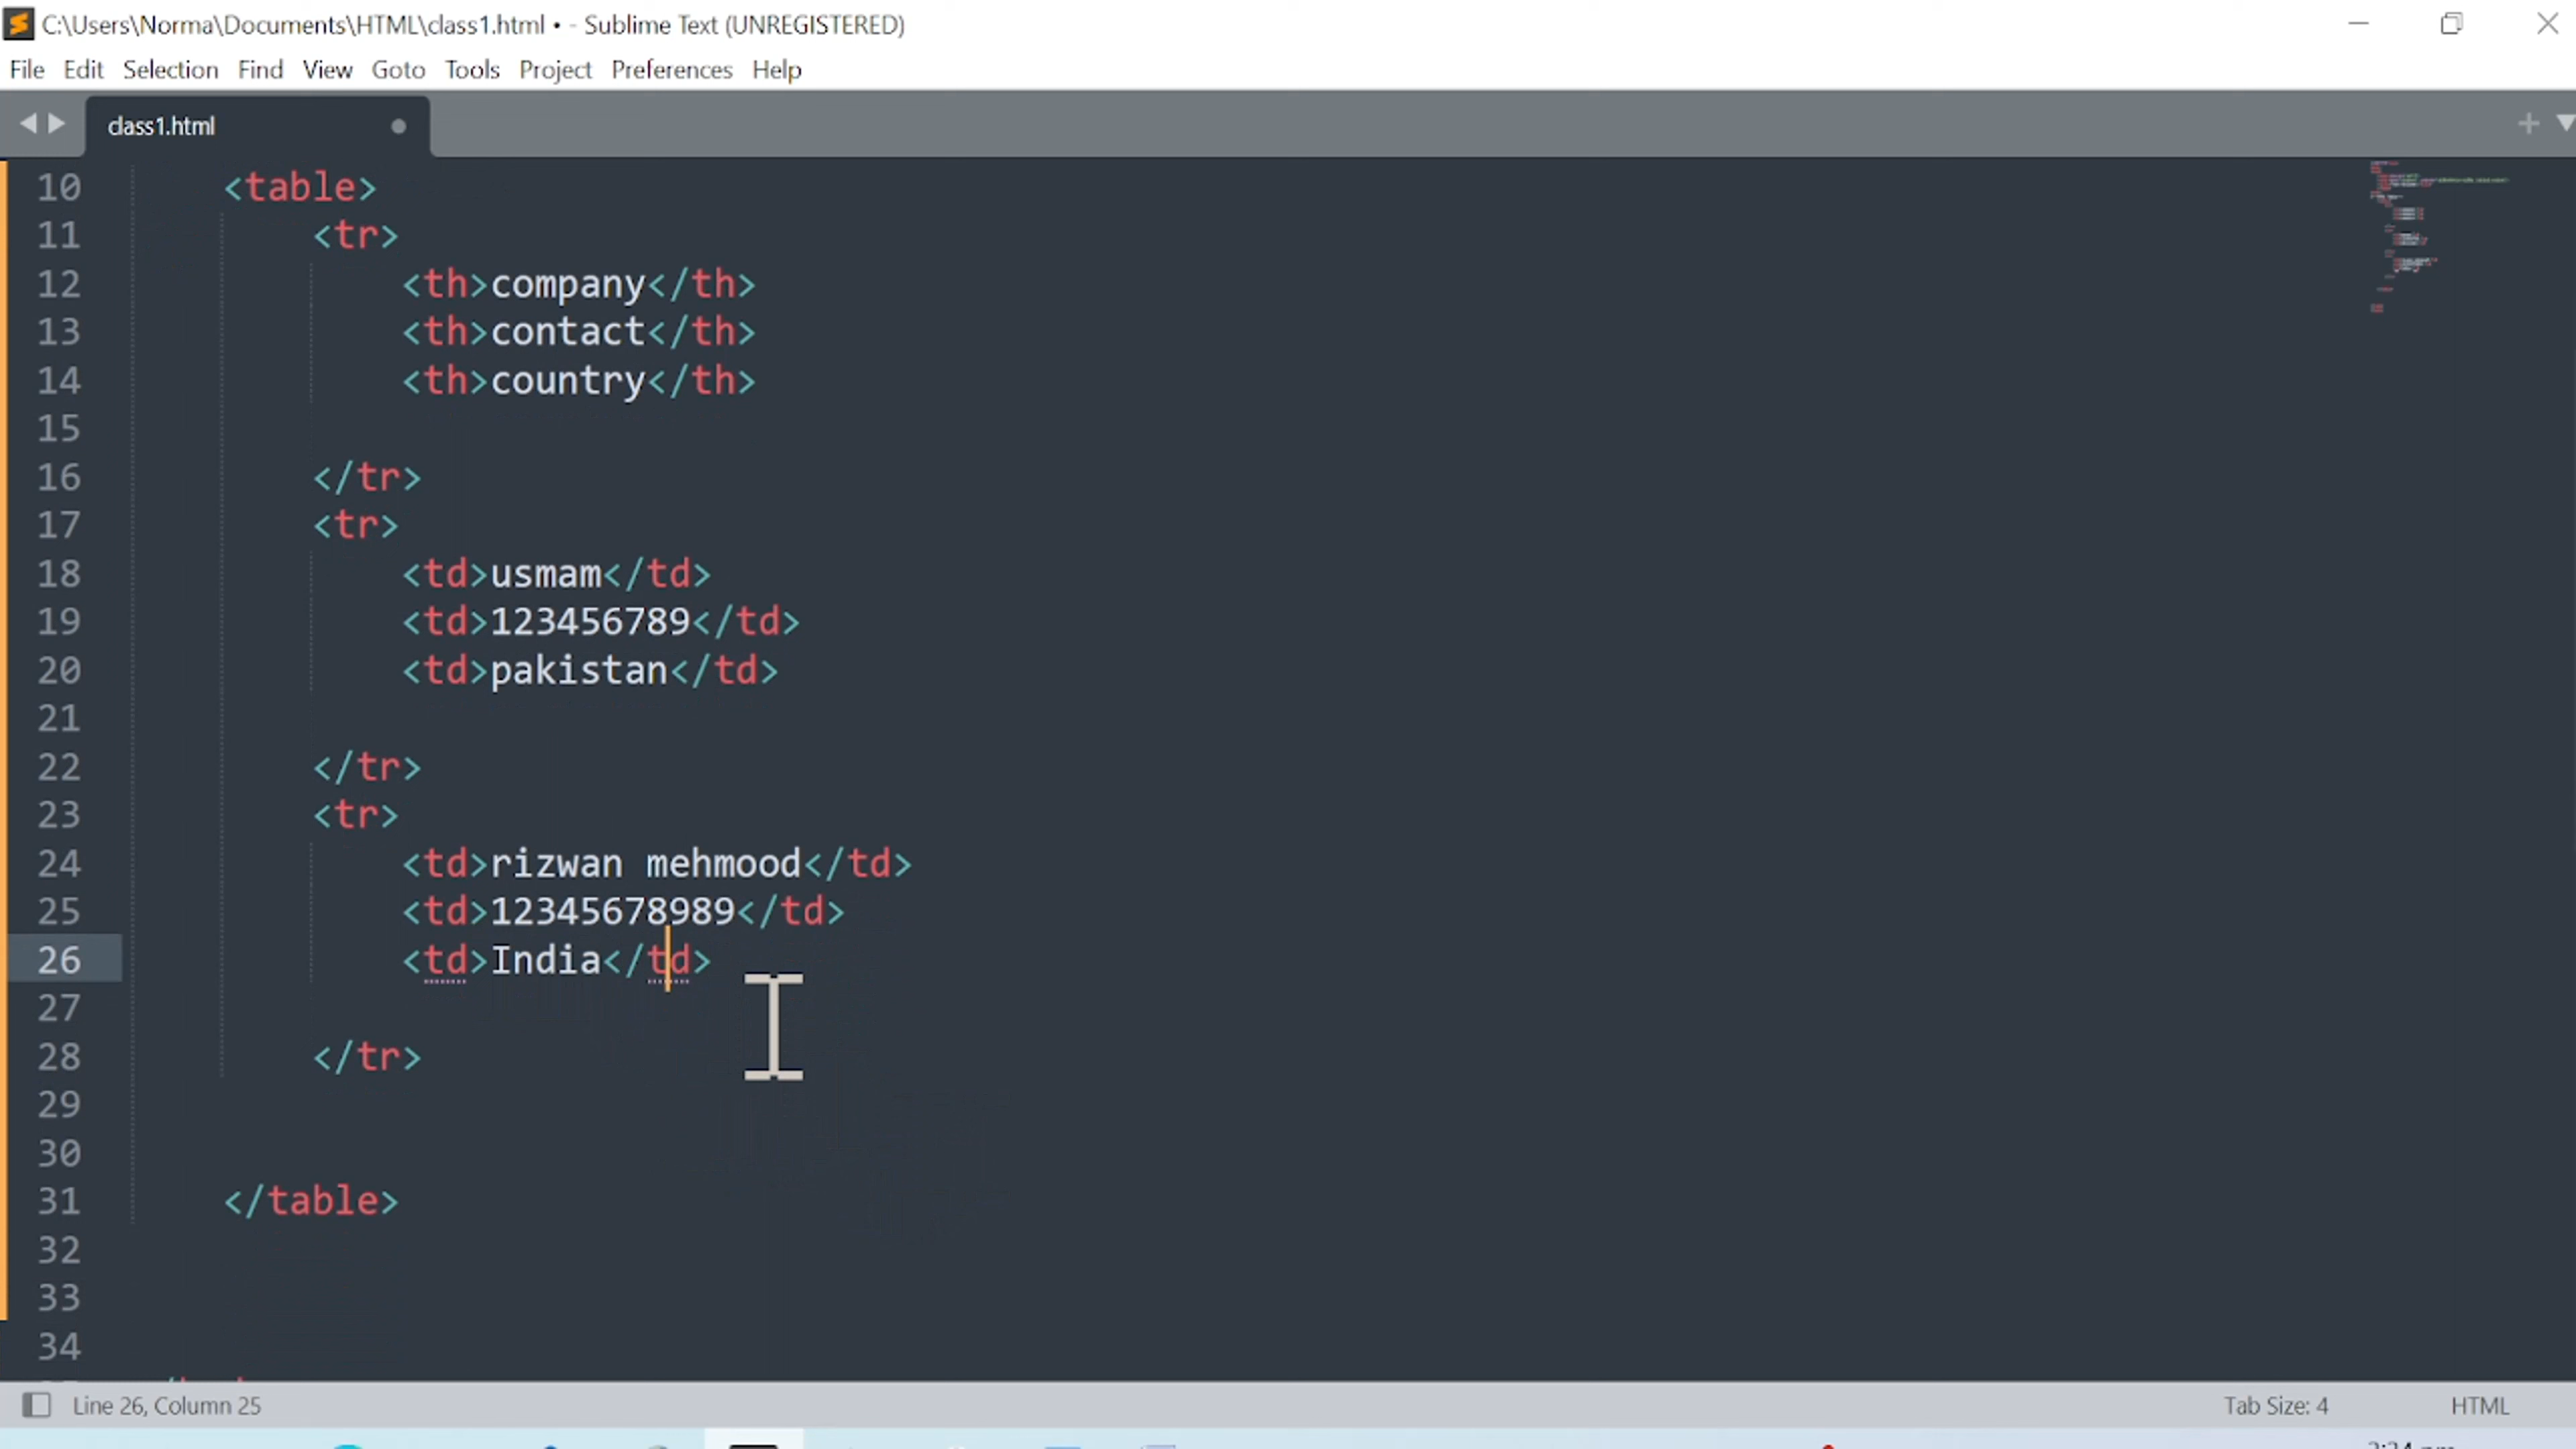 C:\Users\Norma\Documents\HTML\class1.html • - Sublime Text (UNREGISTERED)
File Edit Selection Find View Goto Tools Project Preferences Help
class1.html
10 <table>
11 <tr>
12 <th>company</th>
13 <th>contact</th>
14 <th>country</th>
15
16 </tr>
17 <tr>
18 <td>usmam</td>
19 <td>123456789</td>
20 <td>pakistan</td>
21
22 </tr>
23 <tr>
24 <td>rizwan mehmood</td>
25 <td>12345678989</td>
26 <td>India</td>
27
28 </tr>
29
30
31 </table>
32
33
34
Line 26, Column 25 Tab Size: 4 HTML